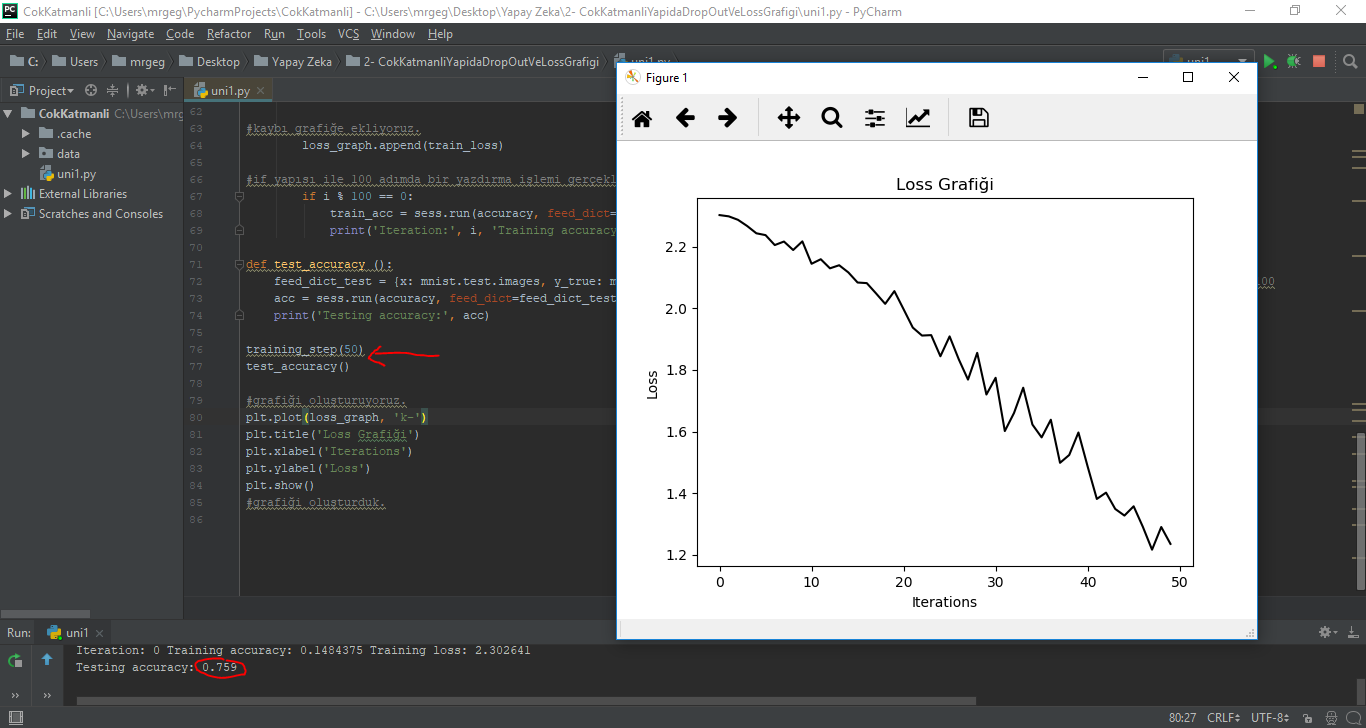 CokKatmanli [C:\Users\mrgeg\PycharmProjects\CokKatmanli] - C:\Users\mrgeg\Desktop\Yapay Zeka\2- CokKatmanliYapidaDropOutVeLossGrafigi\uni1.py - PyCharm
File Edit View Navigate Code Refactor Run Tools VCS Window Help
C: Users mrgeg Desktop Yapay Zeka 2- CokKatmanliYapidaDropOutVeLossGrafigi uni1.py uni1
Project
uni1.py
CokKatmanli C:\Users\mrg
.cache
data
uni1.py
External Libraries
Scratches and Consoles
62
63 #kaybı grafiğe ekliyoruz.
64 loss_graph.append(train_loss)
65
66 #if yapısı ile 100 adımda bir yazdırma işlemi gerçekl
67 if i % 100 == 0:
68 train_acc = sess.run(accuracy, feed_dict=
69 print('Iteration:', i, 'Training accuracy
70
71 def test_accuracy ():
72 feed_dict_test = {x: mnist.test.images, y_true: m
73 acc = sess.run(accuracy, feed_dict=feed_dict_test
74 print('Testing accuracy:', acc)
75
76 training_step(50)
77 test_accuracy()
78
79 #grafiği oluşturuyoruz.
80 plt.plot(loss_graph, 'k-')
81 plt.title('Loss Grafiği')
82 plt.xlabel('Iterations')
83 plt.ylabel('Loss')
84 plt.show()
85 #grafiği oluşturduk.
86
Figure 1
Loss Grafiği
2.2
2.0
1.8
1.6
1.4
1.2
Loss
0 10 20 30 40 50
Iterations
Run: uni1
Iteration: 0 Training accuracy: 0.1484375 Training loss: 2.302641
Testing accuracy: 0.759
80:27 CRLF UTF-8